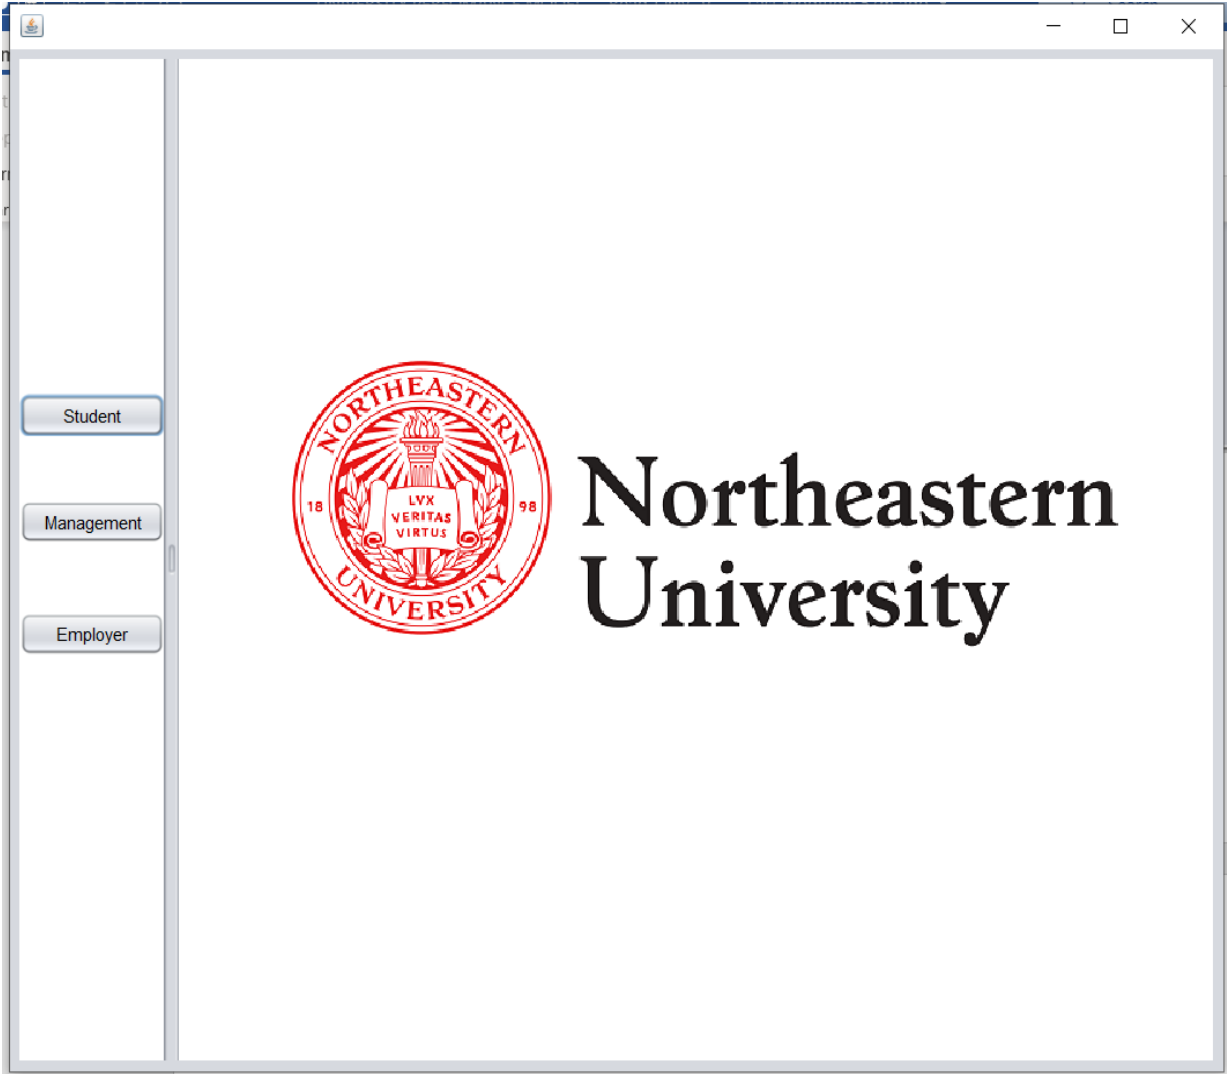 Student
Management
Employer
NORTHEASTERN
18
98
LVX
VERITAS
VIRTUS
UNIVERSITY
Northeastern
University